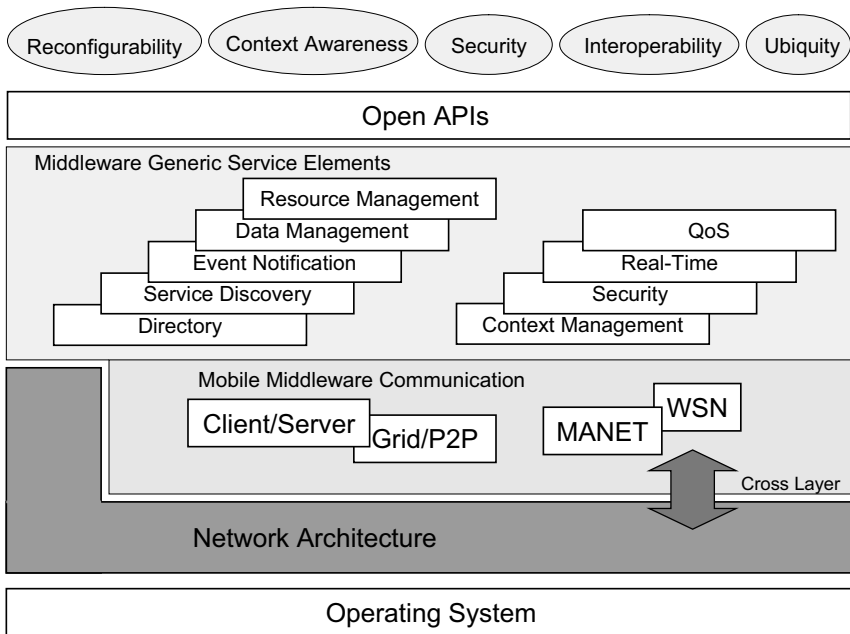 Reconfigurability
Context Awareness
Security
Interoperability
Ubiquity
Open APIs
Middleware Generic Service Elements
Resource Management
Data Management
Event Notification
Service Discovery
Directory
QoS
Real-Time
Security
Context Management
Mobile Middleware Communication
Client/Server
Grid/P2P
MANET
WSN
Cross Layer
Network Architecture
Operating System